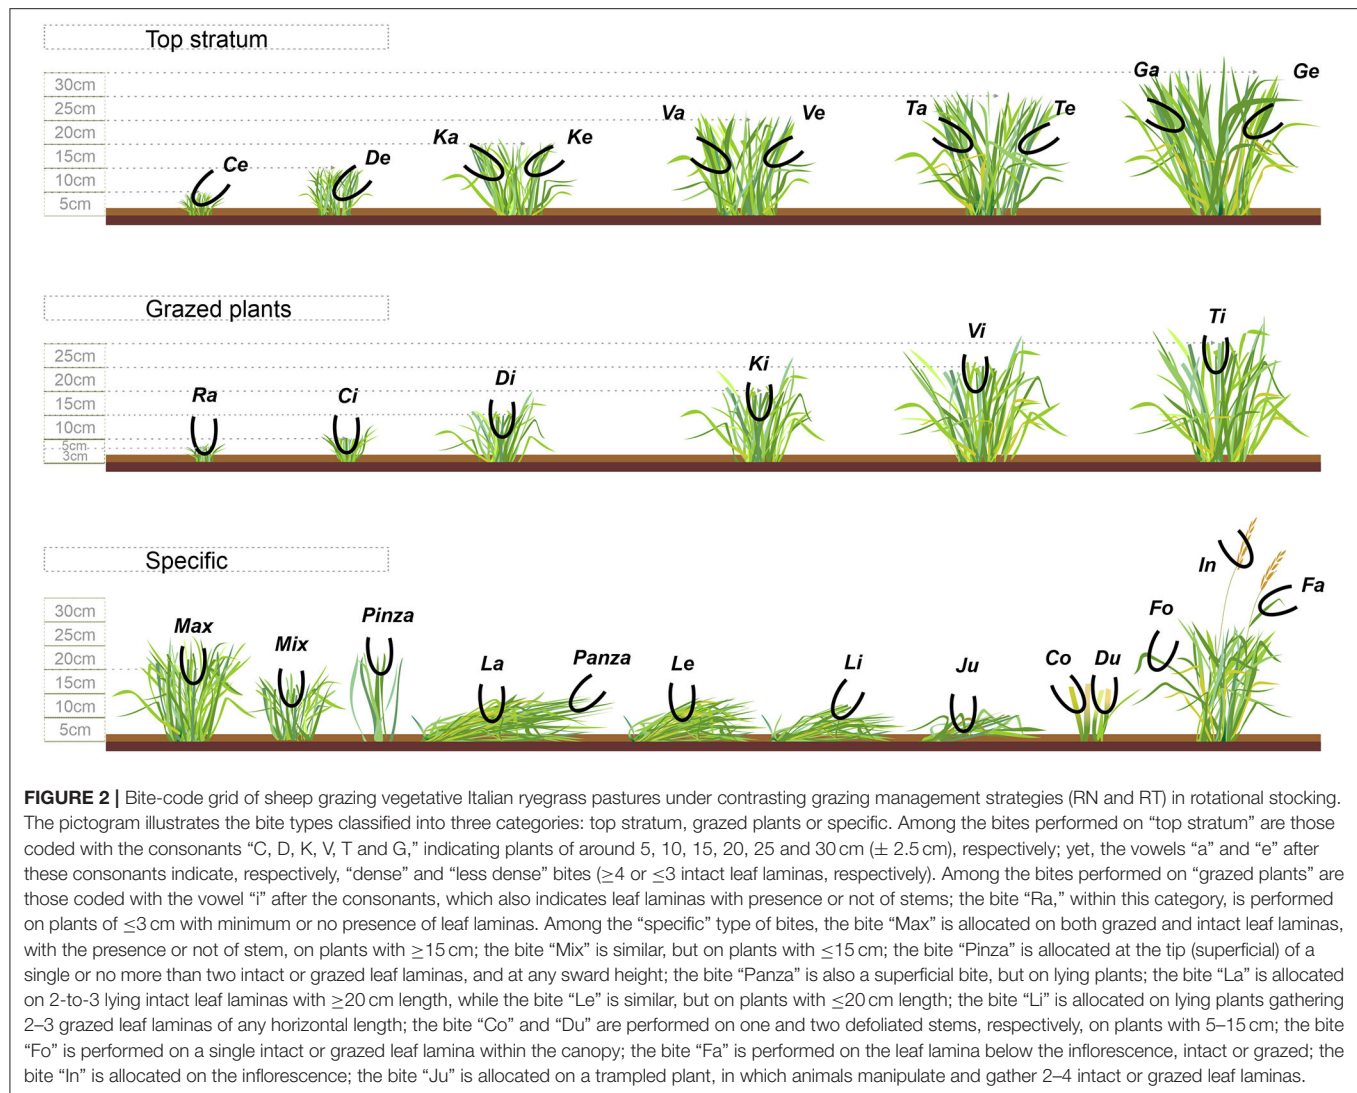 Top stratum
30cm
25cm
20cm
15cm
10cm
5cm
Ce
De
Ka
Ke
Va
Ve
Ta
Te
Ga
Ge
Grazed plants
25cm
20cm
15cm
10cm
5cm
3cm
Ra
Ci
Di
Ki
Vi
Ti
Specific
30cm
25cm
20cm
15cm
10cm
5cm
Max
Mix
Pinza
La
Panza
Le
Li
Ju
Co
Du
Fo
In
Fa
FIGURE 2 | Bite-code grid of sheep grazing vegetative Italian ryegrass pastures under contrasting grazing management strategies (RN and RT) in rotational stocking.
The pictogram illustrates the bite types classified into three categories: top stratum, grazed plants or specific. Among the bites performed on “top stratum” are those
coded with the consonants “C, D, K, V, T and G,” indicating plants of around 5, 10, 15, 20, 25 and 30 cm (± 2.5 cm), respectively; yet, the vowels “a” and “e” after
these consonants indicate, respectively, “dense” and “less dense” bites (≥4 or ≤3 intact leaf laminas, respectively). Among the bites performed on “grazed plants” are
those coded with the vowel “i” after the consonants, which also indicates leaf laminas with presence or not of stems; the bite “Ra,” within this category, is performed
on plants of ≤3 cm with minimum or no presence of leaf laminas. Among the “specific” type of bites, the bite “Max” is allocated on both grazed and intact leaf laminas,
with the presence or not of stem, on plants with ≥15 cm; the bite “Mix” is similar, but on plants with ≤15 cm; the bite “Pinza” is allocated at the tip (superficial) of a
single or no more than two intact or grazed leaf laminas, and at any sward height; the bite “Panza” is also a superficial bite, but on lying plants; the “La” is allocated
on 2-to-3 lying intact leaf laminas with ≥20 cm length, while the bite “Le” is similar, but on plants with ≤20 cm length; the bite “Li” is allocated on lying plants gathering
2–3 grazed leaf laminas of any horizontal length; the bite “Co” and “Du” are performed on one and two defoliated stems, respectively, on plants with 5–15 cm; the bite
“Fo” is performed on a single intact or grazed leaf lamina within the canopy; the bite “Fa” is performed on the leaf lamina below the inflorescence, intact or grazed; the
bite “In” is allocated on the inflorescence; the bite “Ju” is allocated on a trampled plant, in which animals manipulate and gather 2–4 intact or grazed leaf laminas.